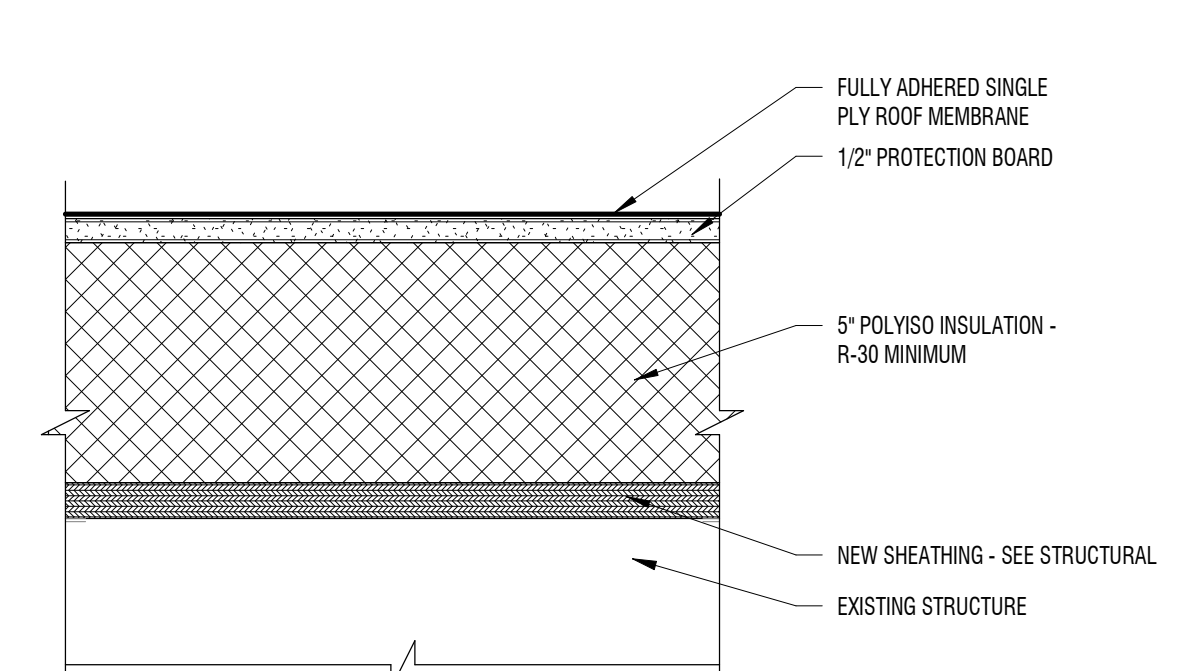 FULLY ADHERED SINGLE
PLY ROOF MEMBRANE
1/2" PROTECTION BOARD
5" POLYISO INSULATION -
R-30 MINIMUM
NEW SHEATHING - SEE STRUCTURAL
EXISTING STRUCTURE